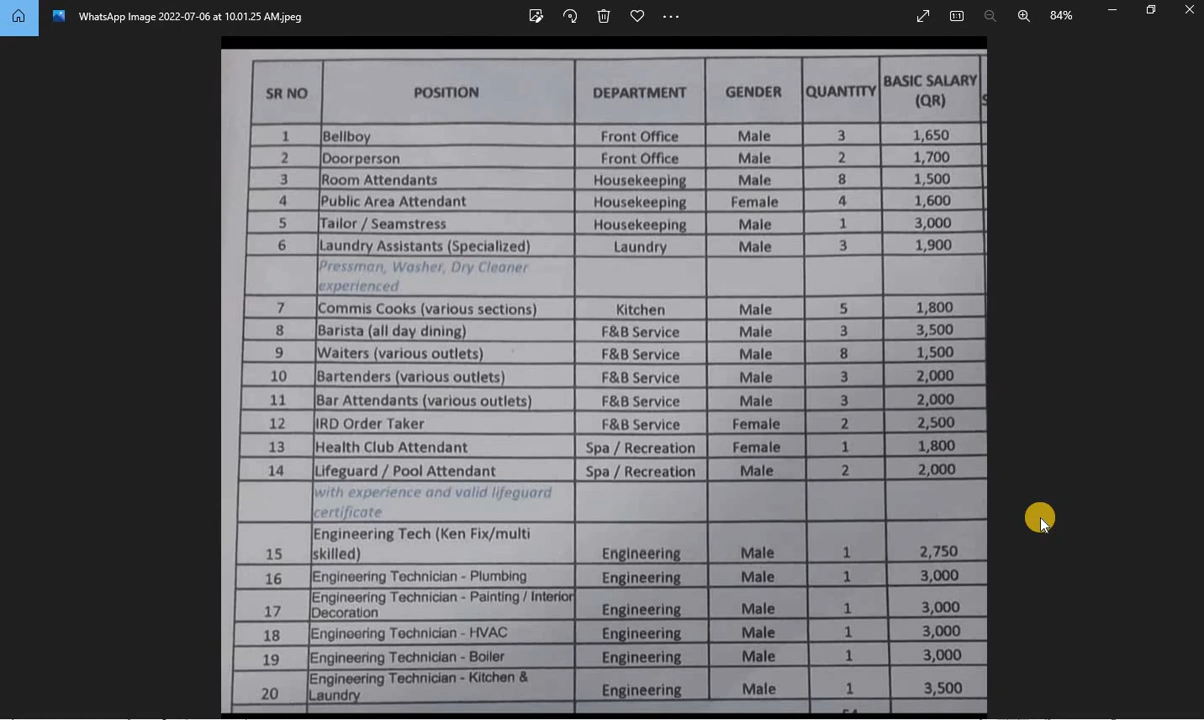 WhatsApp Image 2022-07-06 at 10.01.25 AM.jpeg 84%
SR NO POSITION DEPARTMENT GENDER QUANTITY BASIC SALARY (QR)
1 Bellboy Front Office Male 3 1,650
2 Doorperson Front Office Male 2 1,700
3 Room Attendants Housekeeping Male 8 1,500
4 Public Area Attendant Housekeeping Female 4 1,600
5 Tailor / Seamstress Housekeeping Male 1 3,000
6 Laundry Assistants (Specialized) Laundry Male 3 1,900
Pressman, Washer, Dry Cleaner
experienced
7 Commis Cooks (various sections) Kitchen Male 5 1,800
8 Barista (all day dining) F&B Service Male 3 3,500
9 Waiters (various outlets) F&B Service Male 8 1,500
10 Bartenders (various outlets) F&B Service Male 3 2,000
11 Bar Attendants (various outlets) F&B Service Male 3 2,000
12 IRD Order Taker F&B Service Female 2 2,500
13 Health Club Attendant Spa / Recreation Female 1 1,800
14 Lifeguard / Pool Attendant Spa / Recreation Male 2 2,000
with experience and valid lifeguard
certificate
Engineering Tech (Ken Fix/multi
15 skilled) Engineering Male 1 2,750
16 Engineering Technician - Plumbing Engineering Male 1 3,000
Engineering Technician - Painting / Interior
17 Decoration Engineering Male 1 3,000
18 Engineering Technician - HVAC Engineering Male 1 3,000
19 Engineering Technician - Boiler Engineering Male 1 3,000
Engineering Technician - Kitchen &
20 Laundry Engineering Male 1 3,500